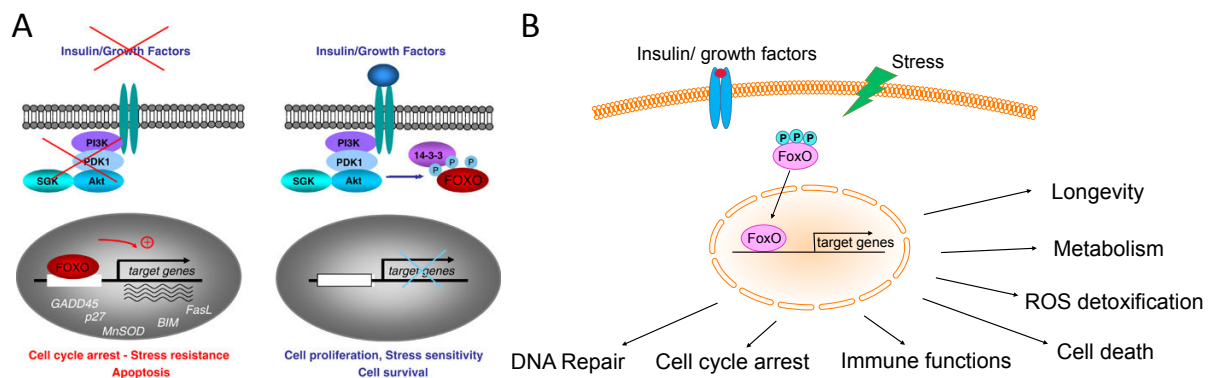 A
Insulin/Growth Factors
PI3K
PDK1
SGK
Akt
FOXO
+
target genes
GADD45
p27
MnSOD
BIM
FasL
Cell cycle arrest - Stress resistance
Apoptosis
Insulin/Growth Factors
PI3K
PDK1
SGK
Akt
14-3-3
P
P
P
FOXO
target genes
Cell proliferation, Stress sensitivity
Cell survival
B
Insulin/ growth factors
Stress
P P P
FoxO
FoxO
target genes
Longevity
Metabolism
ROS detoxification
Cell death
Immune functions
Cell cycle arrest
DNA Repair